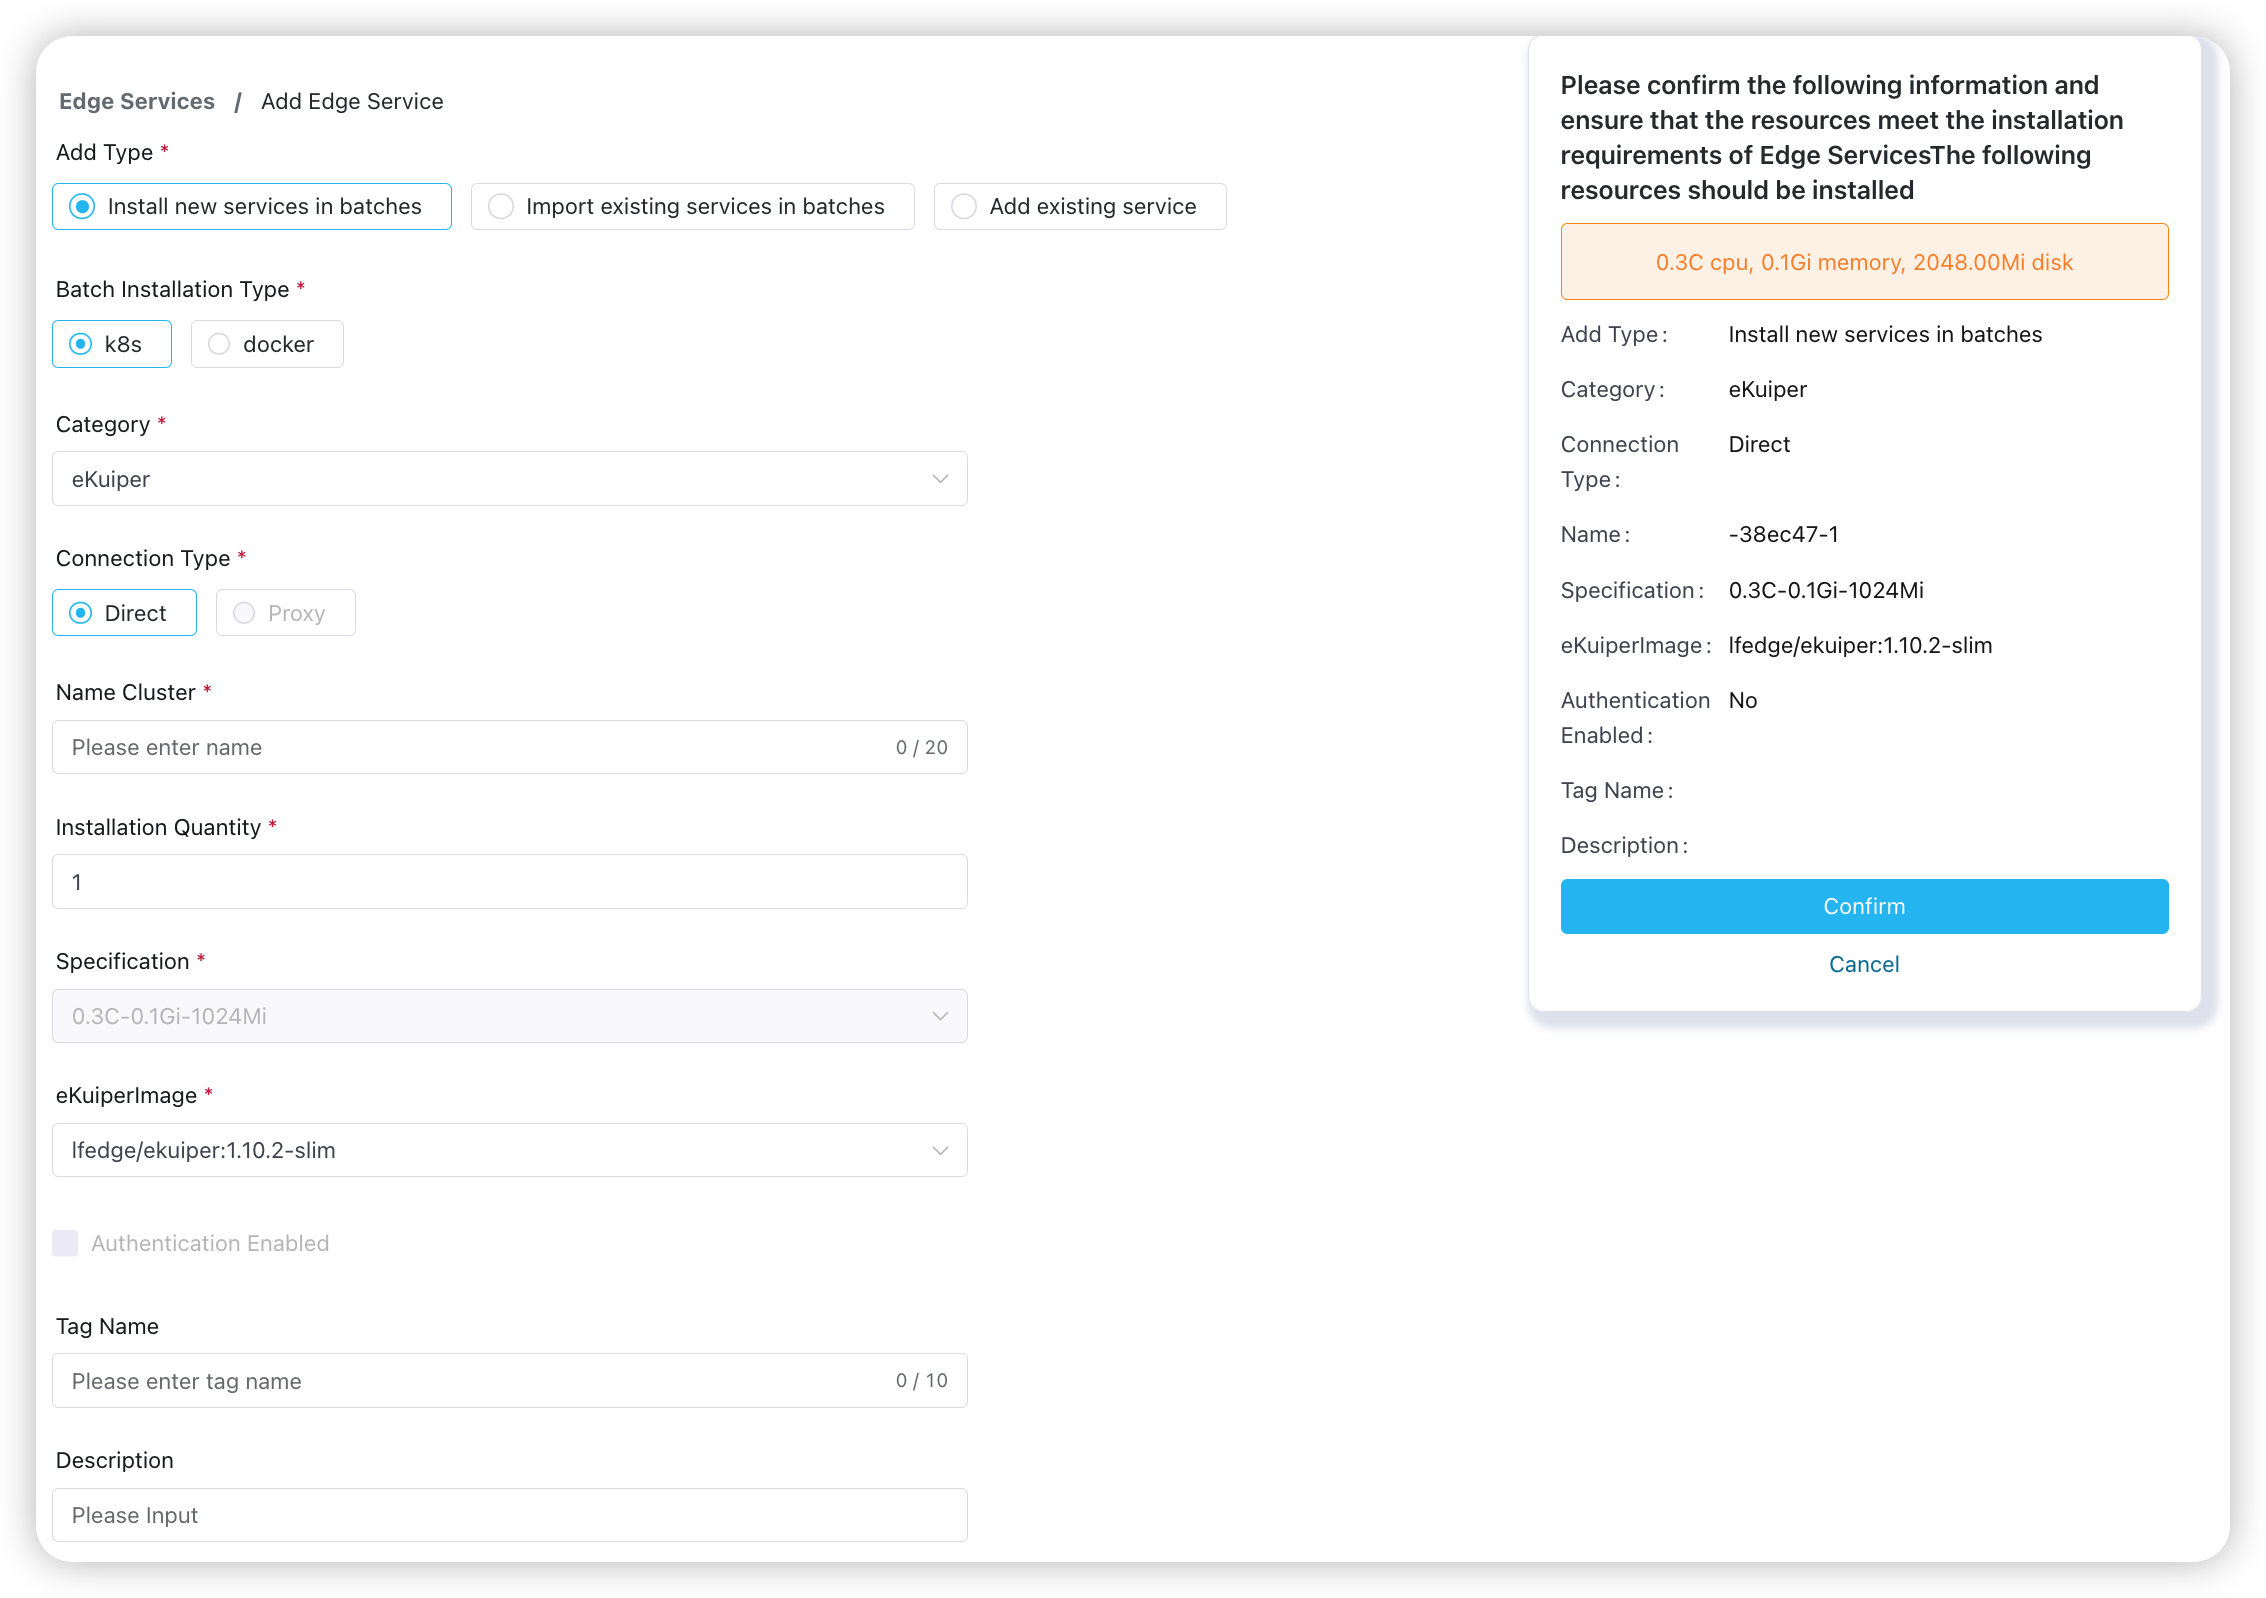 Edge Services / Add Edge Service
Add Type *
Install new services in batches
Import existing services in batches
Add existing service
Batch Installation Type *
k8s
docker
Category *
eKuiper
Connection Type *
Direct
Proxy
Name Cluster *
Please enter name
0 / 20
Installation Quantity *
1
Specification *
0.3C-0.1Gi-1024Mi
eKuiperImage *
lfedge/ekuiper:1.10.2-slim
Authentication Enabled
Tag Name
Please enter tag name
0 / 10
Description
Please Input
Please confirm the following information and
ensure that the resources meet the installation
requirements of Edge ServicesThe following
resources should be installed
0.3C cpu, 0.1Gi memory, 2048.00Mi disk
Add Type: Install new services in batches
Category: eKuiper
Connection Direct
Type:
Name: -38ec47-1
Specification: 0.3C-0.1Gi-1024Mi
eKuiperImage: lfedge/ekuiper:1.10.2-slim
Authentication No
Enabled:
Tag Name:
Description:
Confirm
Cancel